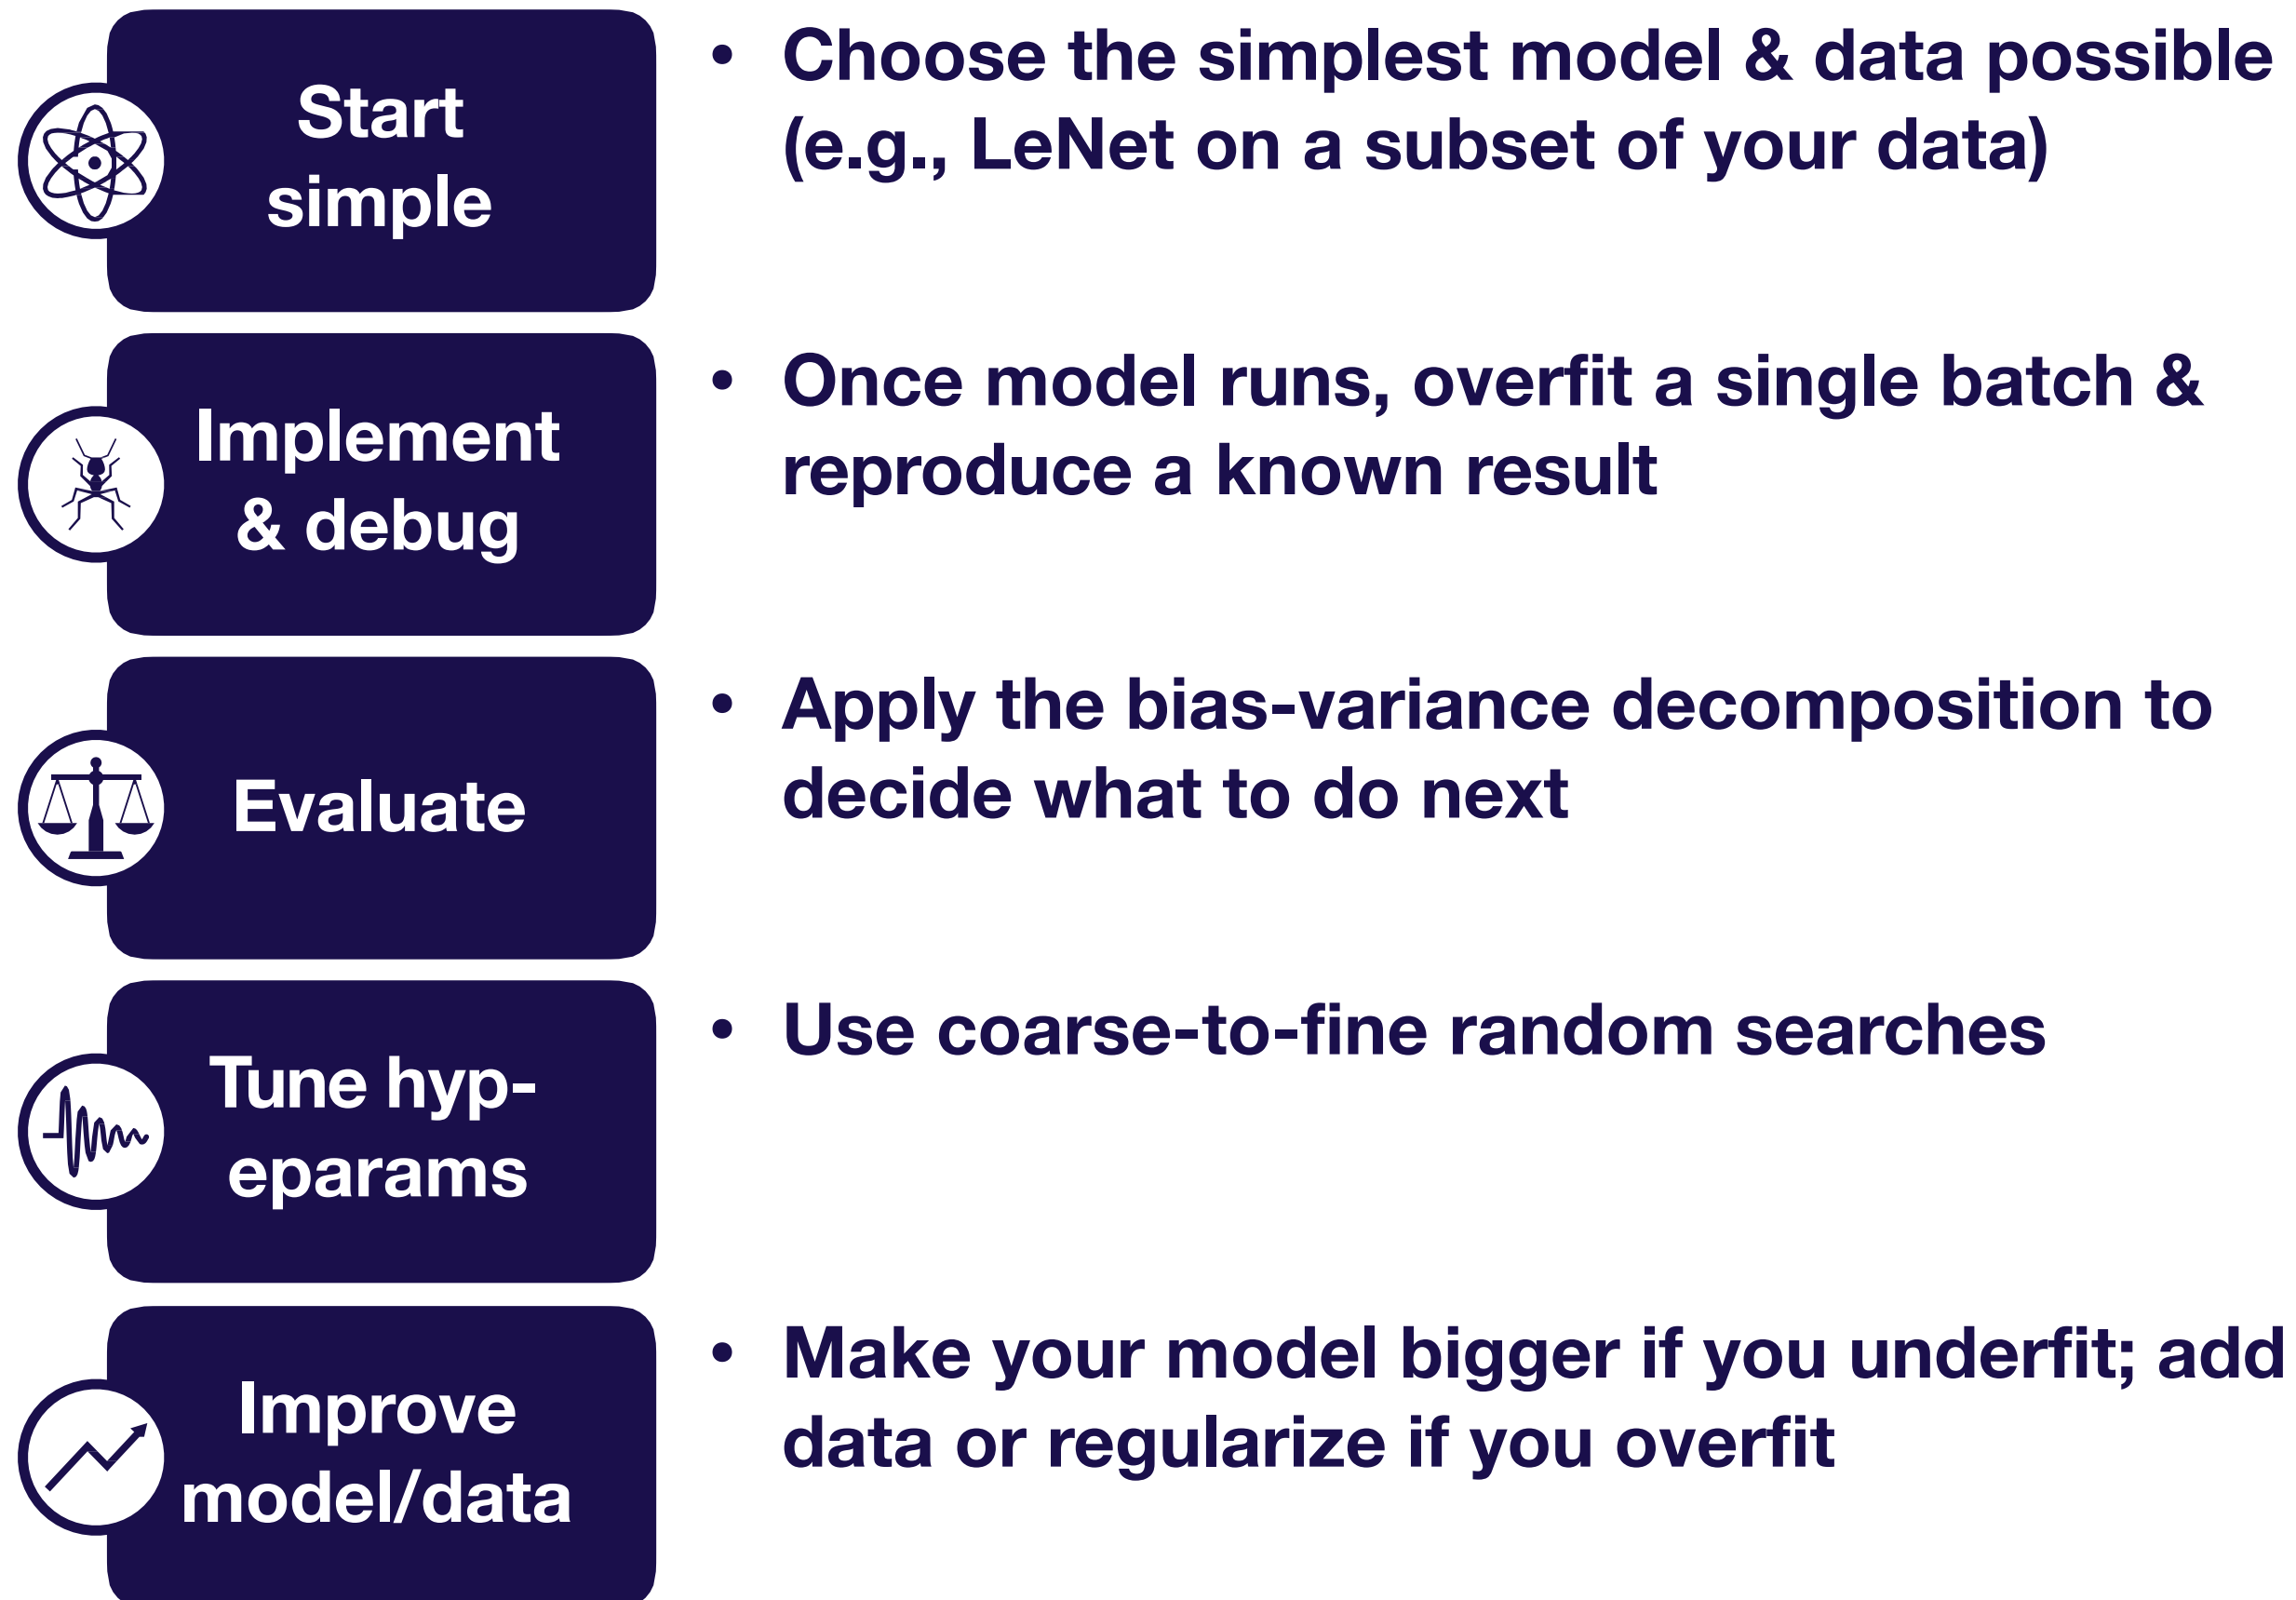 Start
simple
• Choose the simplest model & data possible
(e.g., LeNet on a subset of your data)
Implement
& debug
• Once model runs, overfit a single batch &
reproduce a known result
Evaluate
• Apply the bias-variance decomposition to
decide what to do next
Tune hyp-
eparams
• Use coarse-to-fine random searches
Improve
model/data
• Make your model bigger if you underfit; add
data or regularize if you overfit